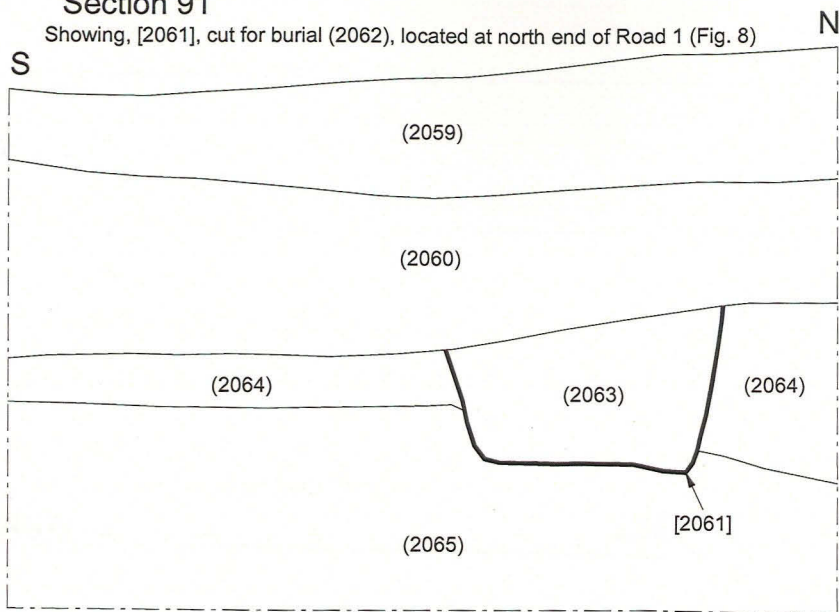 Section 91
Showing, [2061], cut for burial (2062), located at north end of Road 1 (Fig. 8)
N
S
(2059)
(2060)
(2064)
(2063)
(2064)
[2061]
(2065)